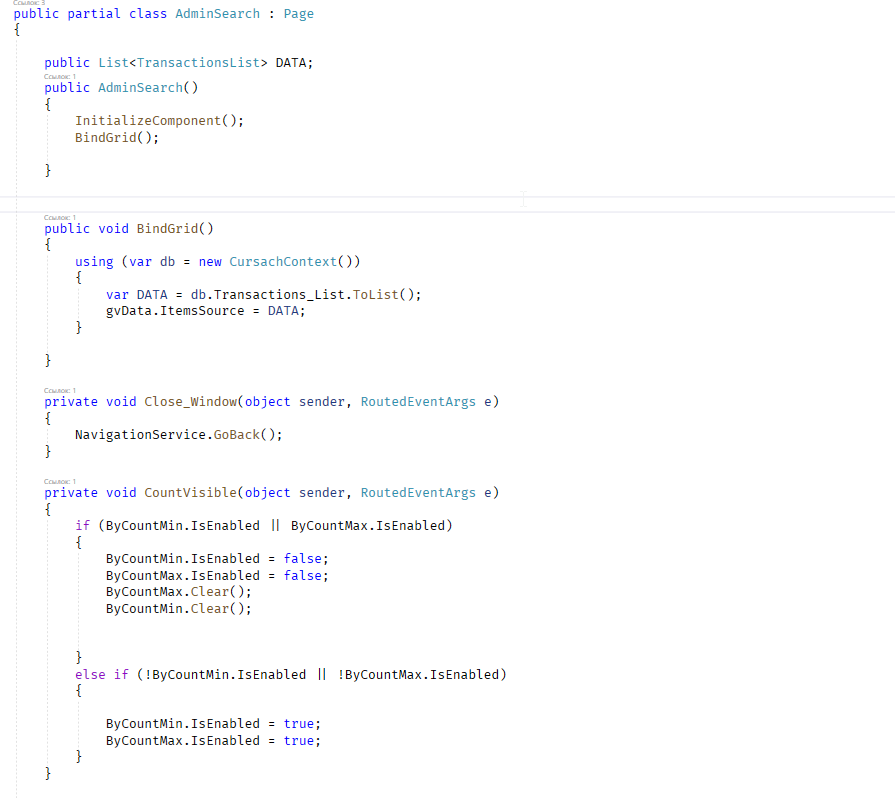 Ссылок: 3
public partial class AdminSearch : Page
{
public List<TransactionsList> DATA;
Ссылок: 1
public AdminSearch()
{
InitializeComponent();
BindGrid();
}
Ссылок: 1
public void BindGrid()
{
using (var db = new CursachContext())
{
var DATA = db.Transactions_List.ToList();
gvData.ItemsSource = DATA;
}
}
Ссылок: 1
private void Close_Window(object sender, RoutedEventArgs e)
{
NavigationService.GoBack();
}
Ссылок: 1
private void CountVisible(object sender, RoutedEventArgs e)
{
if (ByCountMin.IsEnabled || ByCountMax.IsEnabled)
{
ByCountMin.IsEnabled = false;
ByCountMax.IsEnabled = false;
ByCountMax.Clear();
ByCountMin.Clear();
}
else if (!ByCountMin.IsEnabled || !ByCountMax.IsEnabled)
{
ByCountMin.IsEnabled = true;
ByCountMax.IsEnabled = true;
}
}